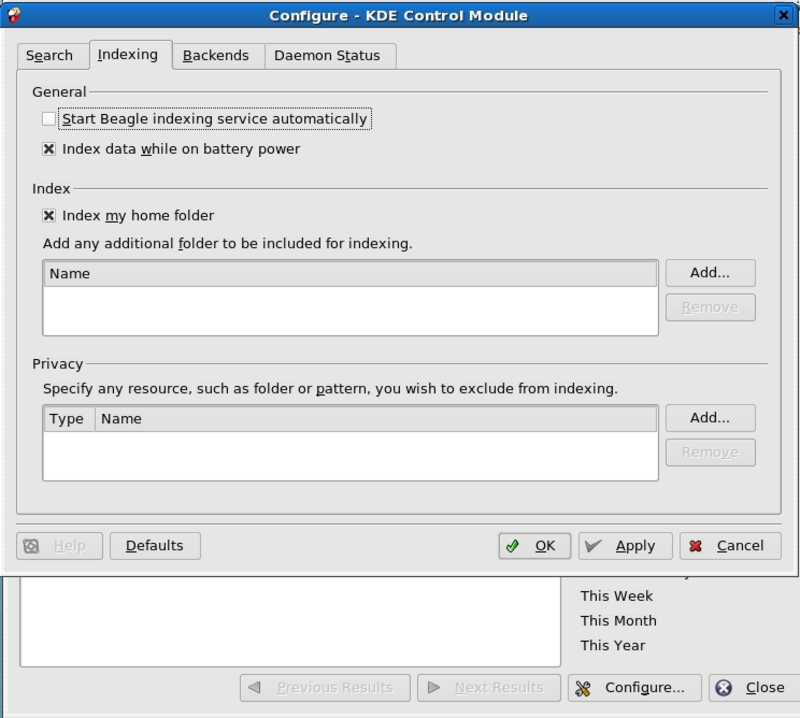 Configure - KDE Control Module
Search Indexing Backends Daemon Status
General
Start Beagle indexing service automatically
Index data while on battery power
Index
Index my home folder
Add any additional folder to be included for indexing.
Name Add...
Remove
Privacy
Specify any resource, such as folder or pattern, you wish to exclude from indexing.
Type Name Add...
Remove
Help Defaults OK Apply Cancel
This Week
This Month
This Year
Previous Results Next Results Configure... Close